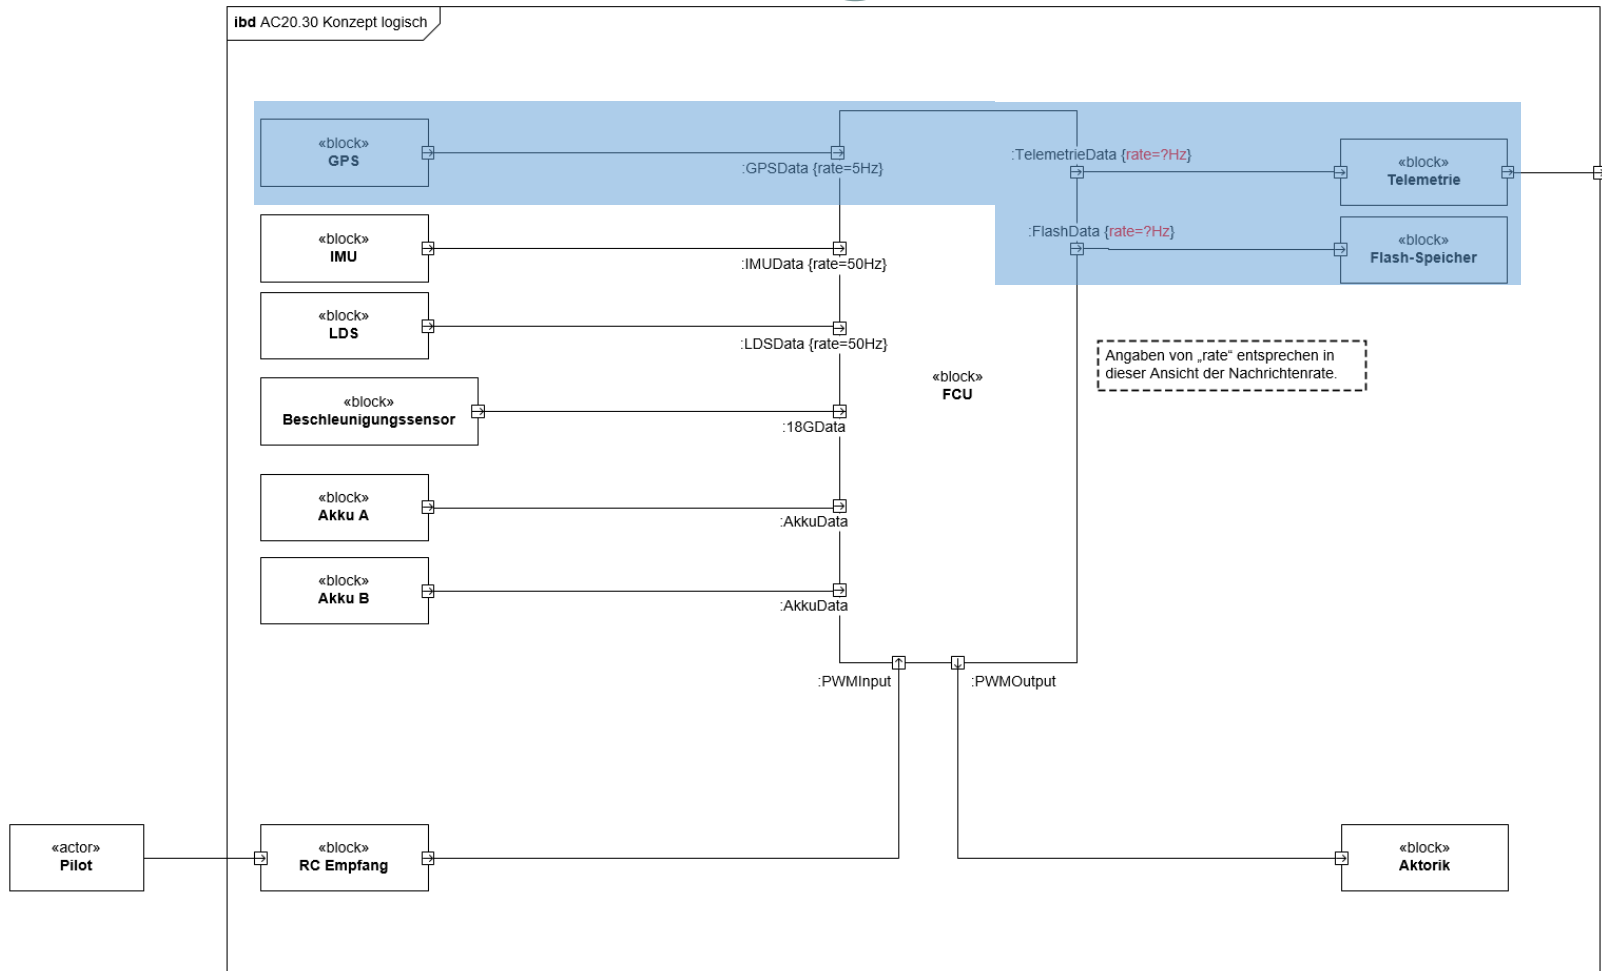 ibd AC20.30 Konzept logisch
«block»
GPS
:GPSData {rate=5Hz}
:TelemetrieData {rate=?Hz}
«block»
Telemetrie
«block»
IMU
:IMUData {rate=50Hz}
:FlashData {rate=?Hz}
«block»
Flash-Speicher
«block»
LDS
:LDSData {rate=50Hz}
Angaben von „rate“ entsprechen in
dieser Ansicht der Nachrichtenrate.
«block»
FCU
«block»
Beschleunigungssensor
:18GData
«block»
Akku A
:AkkuData
«block»
Akku B
:AkkuData
:PWMInput
:PWMOutput
«actor»
Pilot
«block»
RC Empfang
«block»
Aktorik